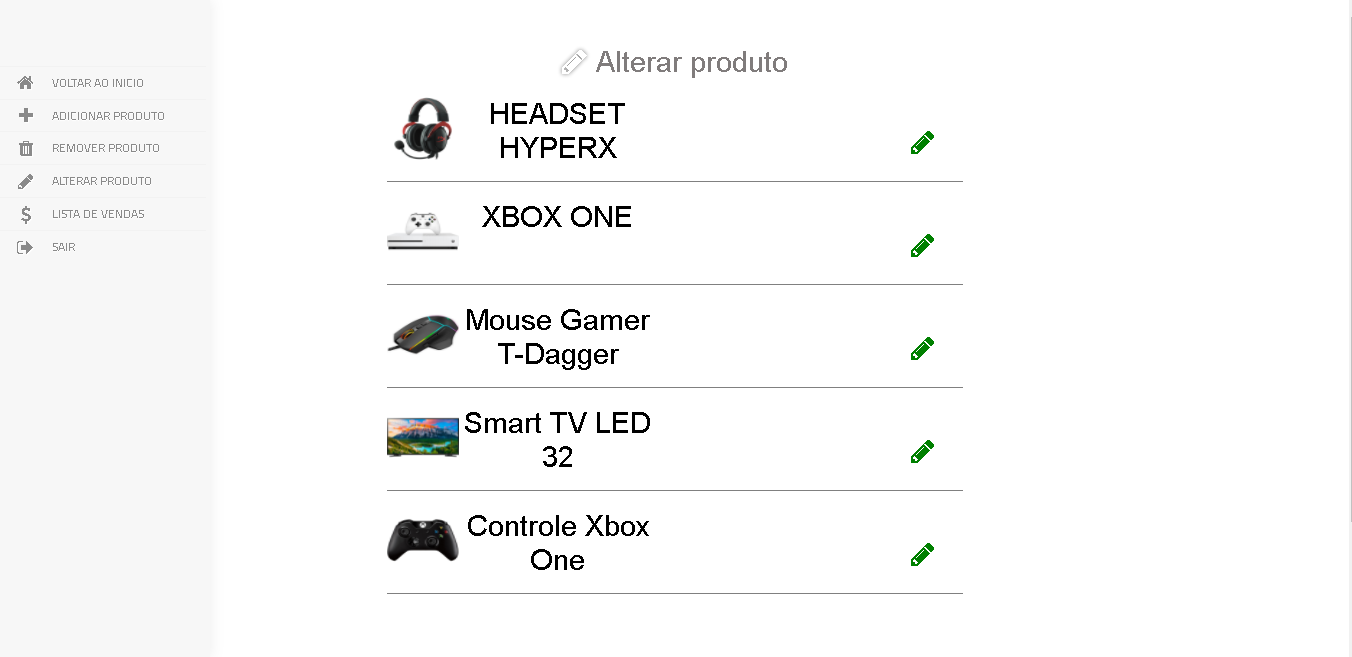 VOLTAR AO INICIO
ADICIONAR PRODUTO
REMOVER PRODUTO
ALTERAR PRODUTO
LISTA DE VENDAS
SAIR
Alterar produto
HEADSET
HYPERX
XBOX ONE
Mouse Gamer
T-Dagger
Smart TV LED
32
Controle Xbox
One